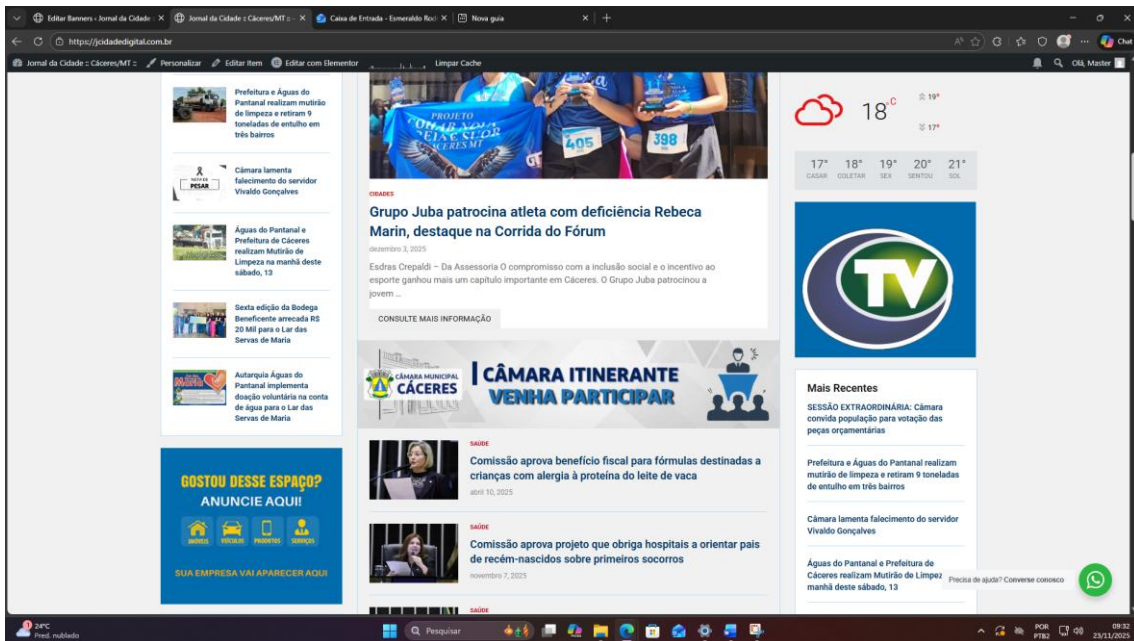 Editar Banners ‹ Jornal da Cidade :
Jornal da Cidade :: Cáceres/MT :: -
Caixa de Entrada - Esmeraldo Rod
Nova guia
https://jcidadedigital.com.br
Chat
Jornal da Cidade :: Cáceres/MT ::
Personalizar
Editar Item
Editar com Elementor
Limpar Cache
Olá, Master
Prefeitura e Águas do
Pantanal realizam mutirão
de limpeza e retiram 9
toneladas de entulho em
três bairros
NOTA DE
PESAR
Câmara lamenta
falecimento do servidor
Vivaldo Gonçalves
Águas do Pantanal e
Prefeitura de Cáceres
realizam Mutirão de
Limpeza na manhã deste
sábado, 13
Sexta edição da Bodega
Beneficente arrecada R$
20 Mil para o Lar das
Servas de Maria
Autarquia Águas do
Pantanal implementa
doação voluntária na conta
de água para o Lar das
Servas de Maria
GOSTOU DESSE ESPAÇO?
ANUNCIE AQUI!
IMÓVEIS
VEÍCULOS
PRODUTOS
SERVIÇOS
SUA EMPRESA VAI APARECER AQUI
PROJETO
CÁCERES MT
405
398
CIDADES
Grupo Juba patrocina atleta com deficiência Rebeca
Marin, destaque na Corrida do Fórum
dezembro 3, 2025
Esdras Crepaldi – Da Assessoria O compromisso com a inclusão social e o incentivo ao
esporte ganhou mais um capítulo importante em Cáceres. O Grupo Juba patrocinou a
jovem ...
CONSULTE MAIS INFORMAÇÃO
CÂMARA MUNICIPAL
CÁCERES
CÂMARA ITINERANTE
VENHA PARTICIPAR
SAÚDE
Comissão aprova benefício fiscal para fórmulas destinadas a
crianças com alergia à proteína do leite de vaca
abril 10, 2025
SAÚDE
Comissão aprova projeto que obriga hospitais a orientar pais
de recém-nascidos sobre primeiros socorros
novembro 7, 2025
SAÚDE
18°C
19°
17°
17° 18° 19° 20° 21°
CASAR COLETAR SEX SENTOU SOL
TV
Mais Recentes
SESSÃO EXTRAORDINÁRIA: Câmara
convida população para votação das
peças orçamentárias
Prefeitura e Águas do Pantanal realizam
mutirão de limpeza e retiram 9 toneladas
de entulho em três bairros
Câmara lamenta falecimento do servidor
Vivaldo Gonçalves
Águas do Pantanal e Prefeitura de
Cáceres realizam Mutirão de Limpez
manhã deste sábado, 13
Precisa de ajuda? Converse conosco
24°C
Pred. nublado
Pesquisar
POR
PTB2
09:32
23/11/2021